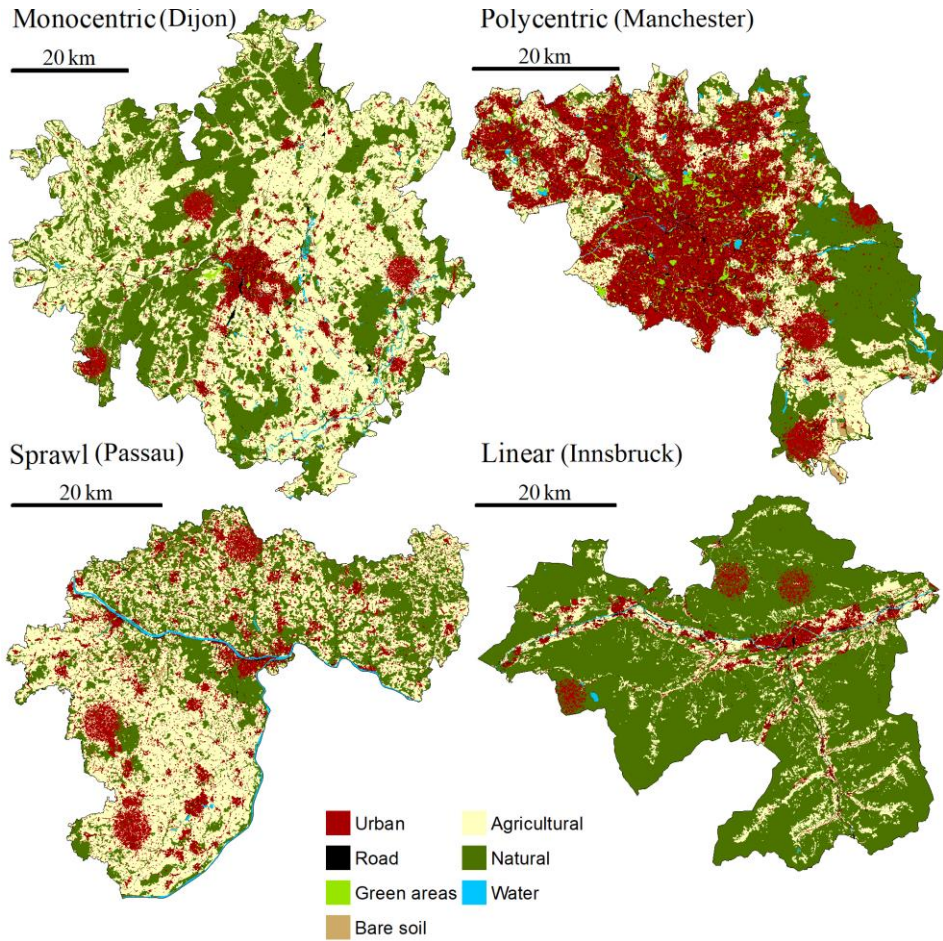 Monocentric (Dijon)
20 km
Polycentric (Manchester)
20 km
Sprawl (Passau)
20 km
Linear (Innsbruck)
20 km
Urban
Agricultural
Road
Natural
Green areas
Water
Bare soil